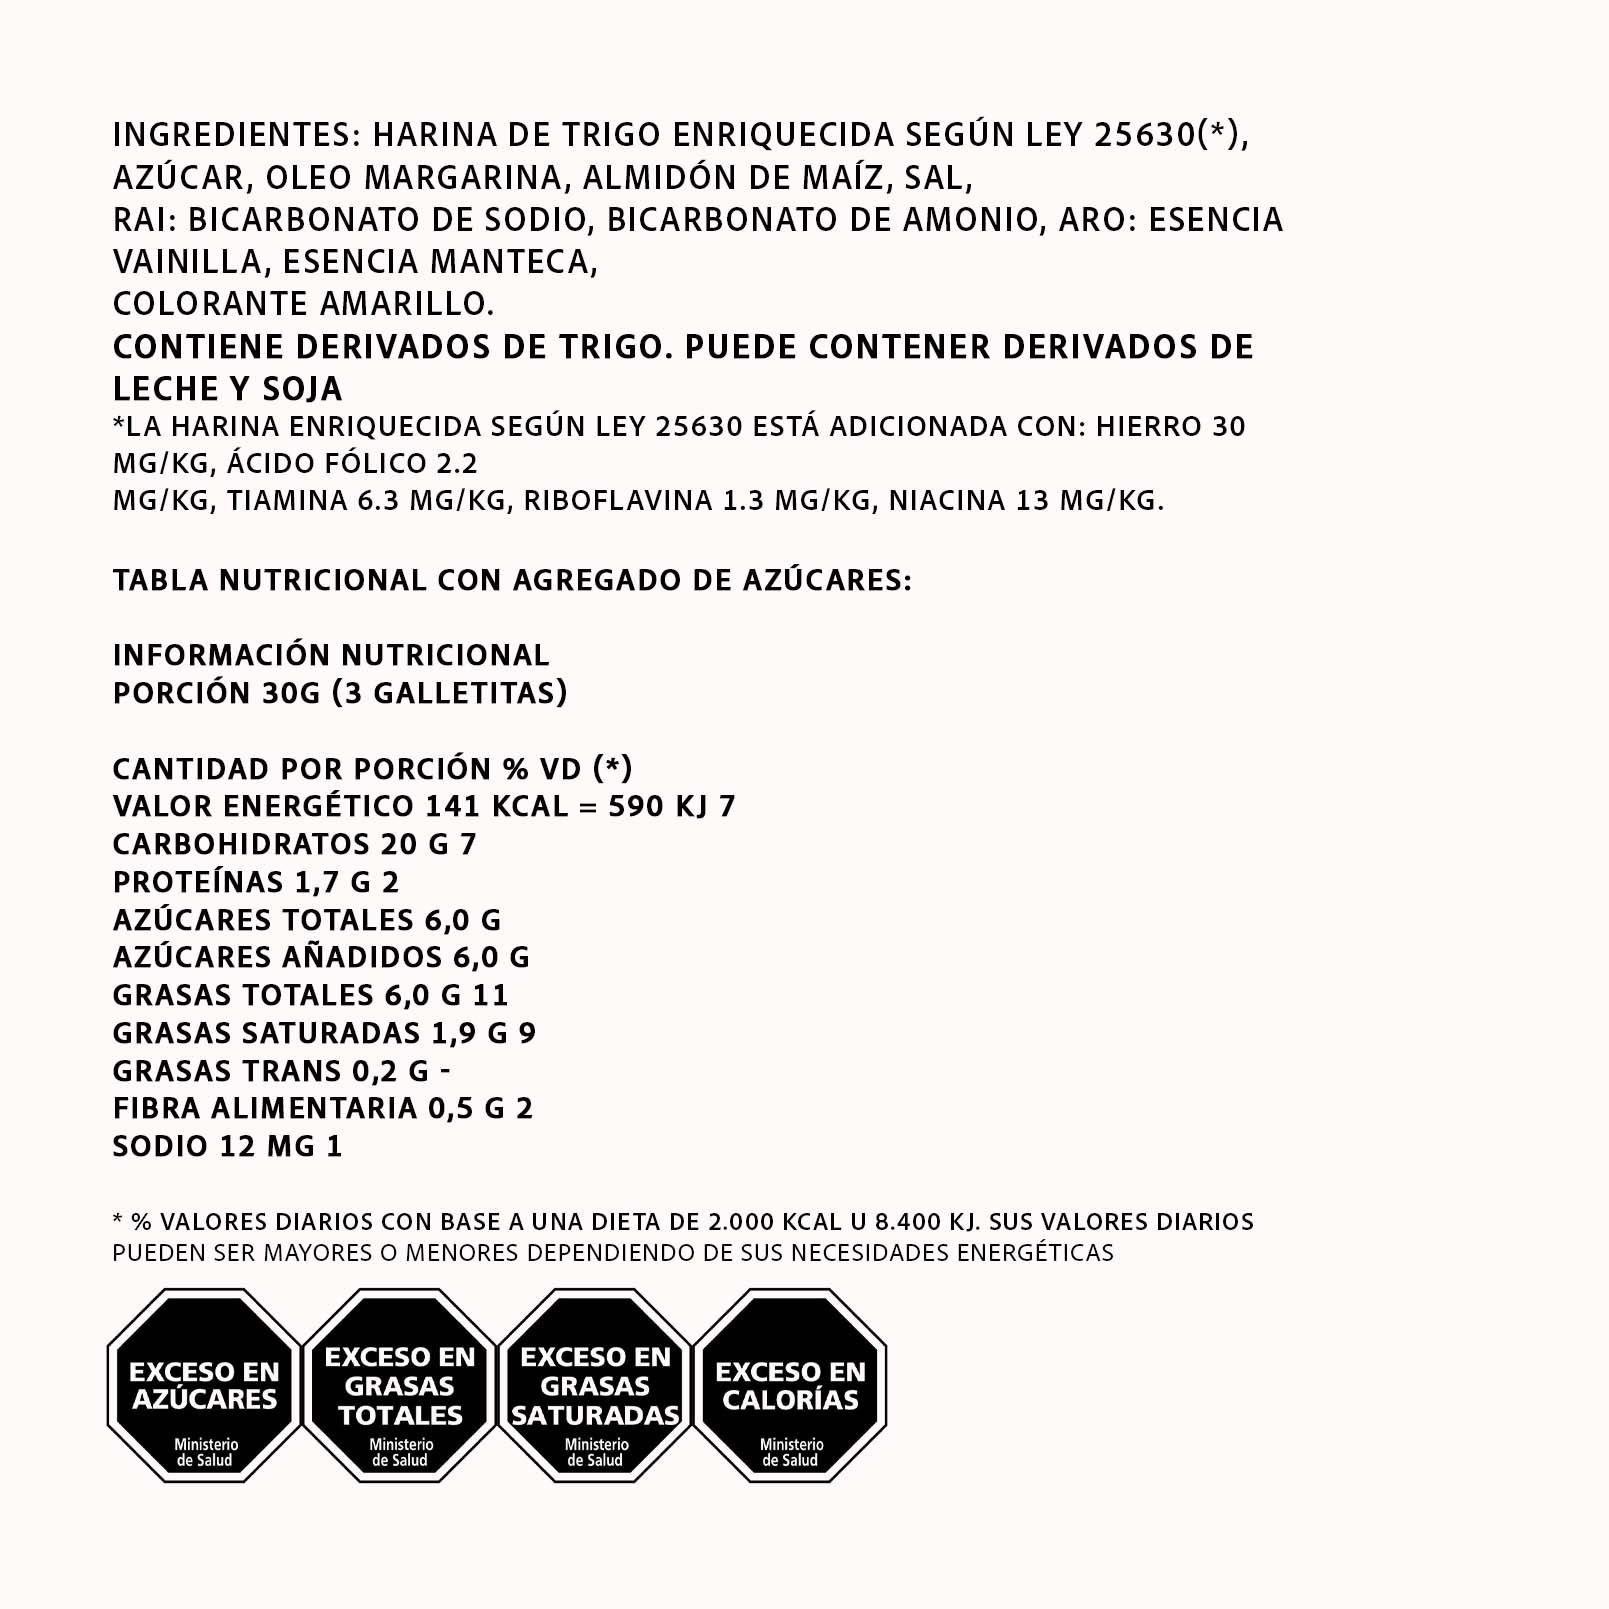 INGREDIENTES: HARINA DE TRIGO ENRIQUECIDA SEGÚN LEY 25630(*),
AZÚCAR, OLEO MARGARINA, ALMIDÓN DE MAÍZ, SAL,
RAI: BICARBONATO DE SODIO, BICARBONATO DE AMONIO, ARO: ESENCIA
VAINILLA, ESENCIA MANTECA,
COLORANTE AMARILLO.
CONTIENE DERIVADOS DE TRIGO. PUEDE CONTENER DERIVADOS DE
LECHE Y SOJA
*LA HARINA ENRIQUECIDA SEGÚN LEY 25630 ESTÁ ADICIONADA CON: HIERRO 30
MG/KG, ÁCIDO FÓLICO 2.2
MG/KG, TIAMINA 6.3 MG/KG, RIBOFLAVINA 1.3 MG/KG, NIACINA 13 MG/KG.
TABLA NUTRICIONAL CON AGREGADO DE AZÚCARES:
INFORMACIÓN NUTRICIONAL
PORCIÓN 30G (3 GALLETITAS)
CANTIDAD POR PORCIÓN % VD (*)
VALOR ENERGÉTICO 141 KCAL = 590 KJ 7
CARBOHIDRATOS 20 G 7
PROTEÍNAS 1,7 G 2
AZÚCARES TOTALES 6,0 G
AZÚCARES AÑADIDOS 6,0 G
GRASAS TOTALES 6,0 G 11
GRASAS SATURADAS 1,9 G 9
GRASAS TRANS 0,2 G -
FIBRA ALIMENTARIA 0,5 G 2
SODIO 12 MG 1
* % VALORES DIARIOS CON BASE A UNA DIETA DE 2.000 KCAL U 8.400 KJ. SUS VALORES DIARIOS
PUEDEN SER MAYORES O MENORES DEPENDIENDO DE SUS NECESIDADES ENERGÉTICAS
EXCESO EN
AZÚCARES
Ministerio
de Salud
EXCESO EN
GRASAS
TOTALES
Ministerio
de Salud
EXCESO EN
GRASAS
SATURADAS
Ministerio
de Salud
EXCESO EN
CALORÍAS
Ministerio
de Salud